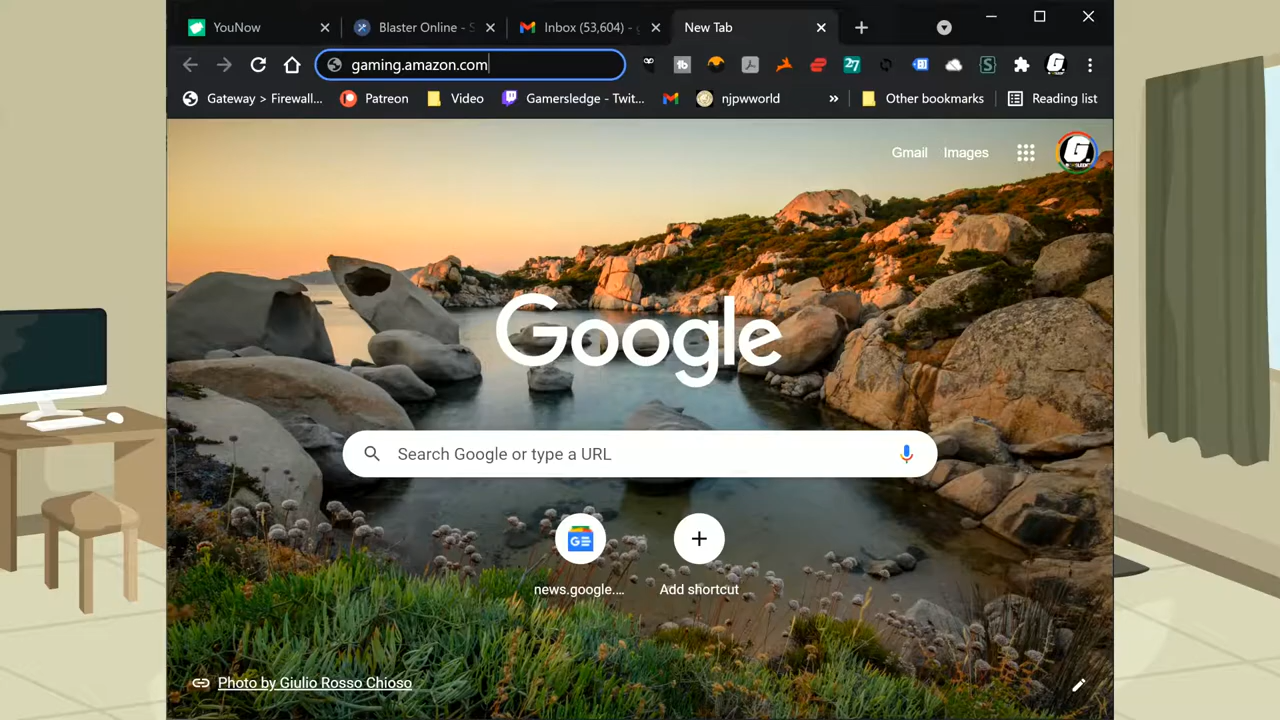 YouNow
Blaster Online - S
Inbox (53,604) - g
New Tab
gaming.amazon.com
27
Gateway > Firewall...
Patreon
Video
Gamersledge - Twit...
njpwworld
»
Other bookmarks
Reading list
Gmail
Images
G
Google
Search Google or type a URL
GE
news.google....
Add shortcut
Photo by Giulio Rosso Chioso